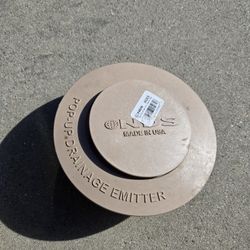 NDS
MADE IN USA
POP-UP DRAINAGE EMITTER